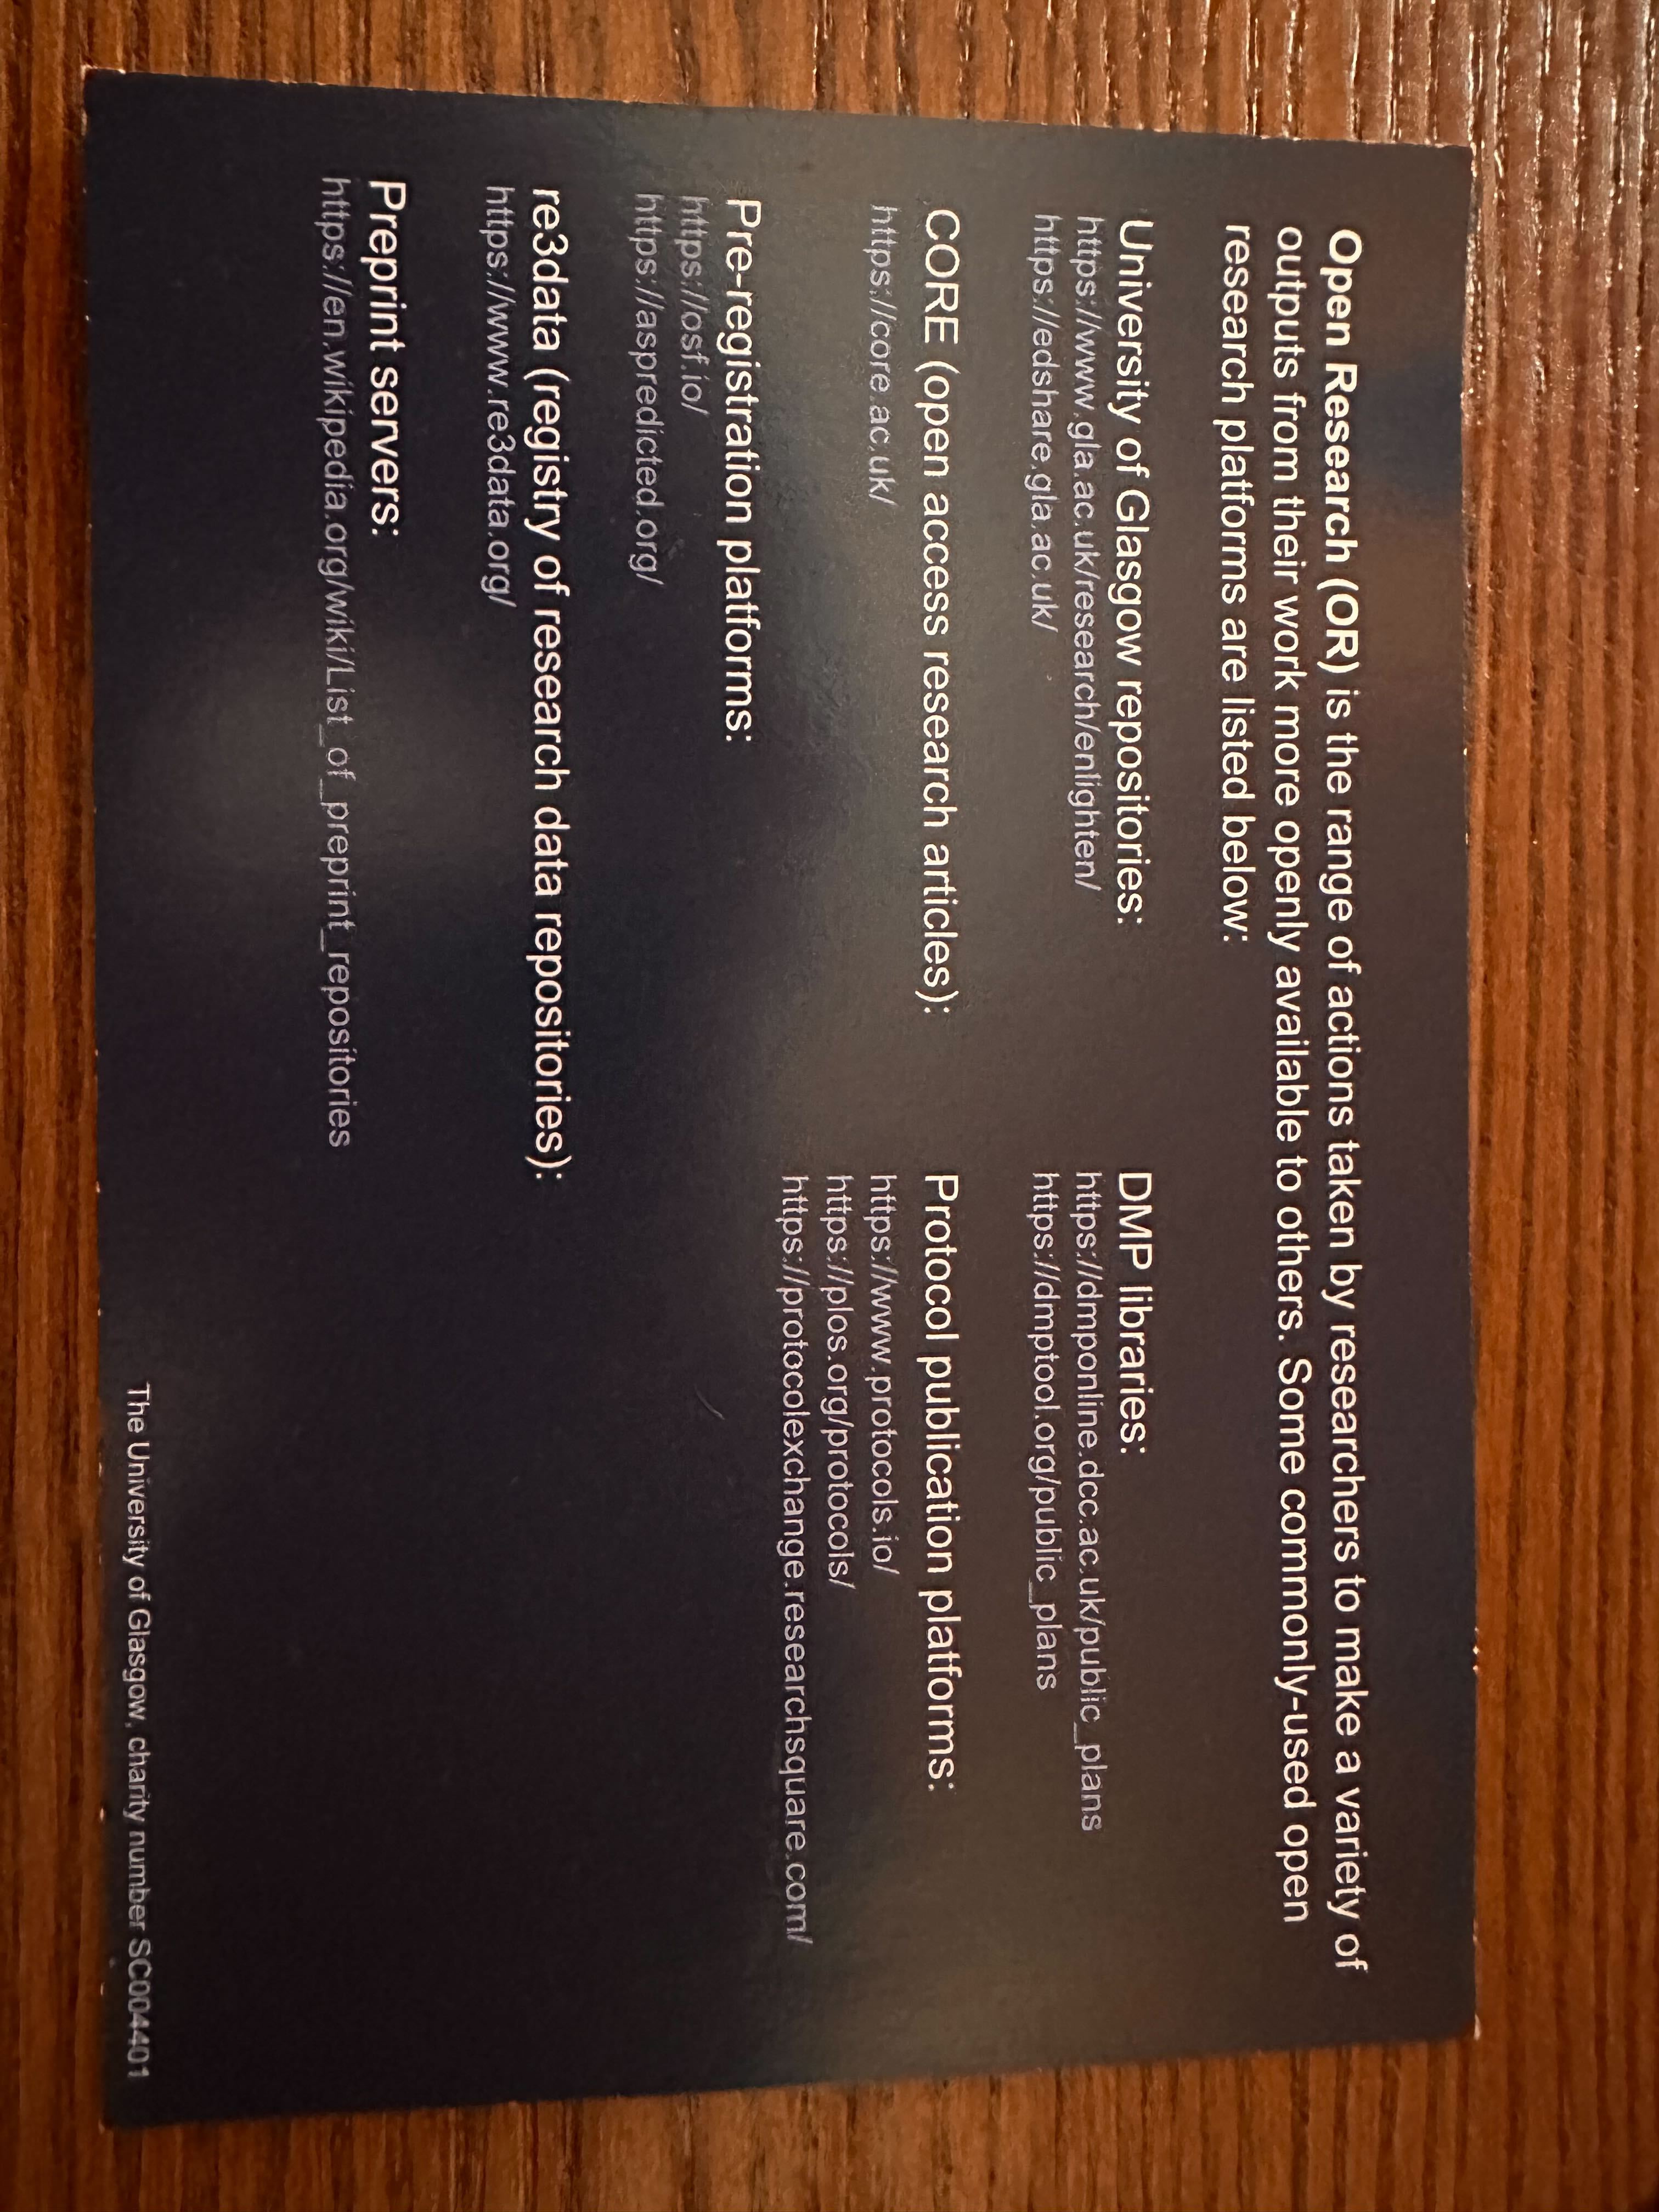 Open Research (OR) is the range of actions taken by researchers to make a variety of
outputs from their work more openly available to others. Some commonly-used open
research platforms are listed below:
University of Glasgow repositories:
https://www.gla.ac.uk/research/enlighten/
https://edshare.gla.ac.uk/
CORE (open access research articles):
https://core.ac.uk/
Pre-registration platforms:
https://osf.io/
https://aspredicted.org/
re3data (registry of research data repositories):
https://www.re3data.org/
Preprint servers:
https://en.wikipedia.org/wiki/List_of_preprint_repositories
DMP libraries:
https://dmponline.dcc.ac.uk/public_plans
https://dmptool.org/public_plans
Protocol publication platforms:
https://www.protocols.io/
https://plos.org/protocols/
https://protocolexchange.researchsquare.com/
The University of Glasgow, charity number SC004401